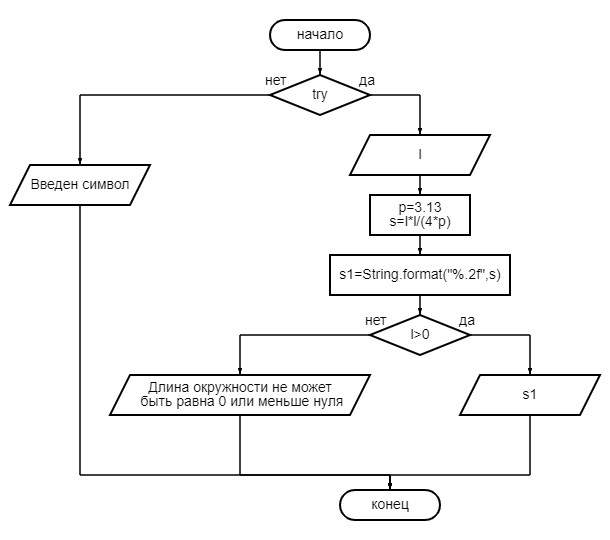 начало
нет
да
try
l
Введен символ
p=3.13
s=l*l/(4*p)
s1=String.format("%.2f",s)
нет
да
l>0
Длина окружности не может
быть равна 0 или меньше нуля
s1
конец